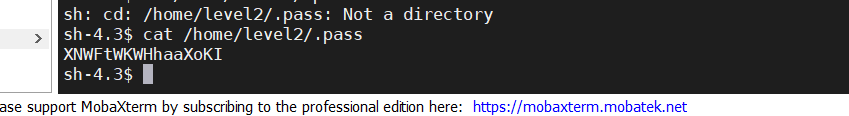 sh: cd: /home/level2/.pass: Not a directory
sh-4.3$ cat /home/level2/.pass
XNWFtWKWHhaaXoKI
sh-4.3$
ase support MobaXterm by subscribing to the professional edition here: https://mobaxterm.mobatek.net